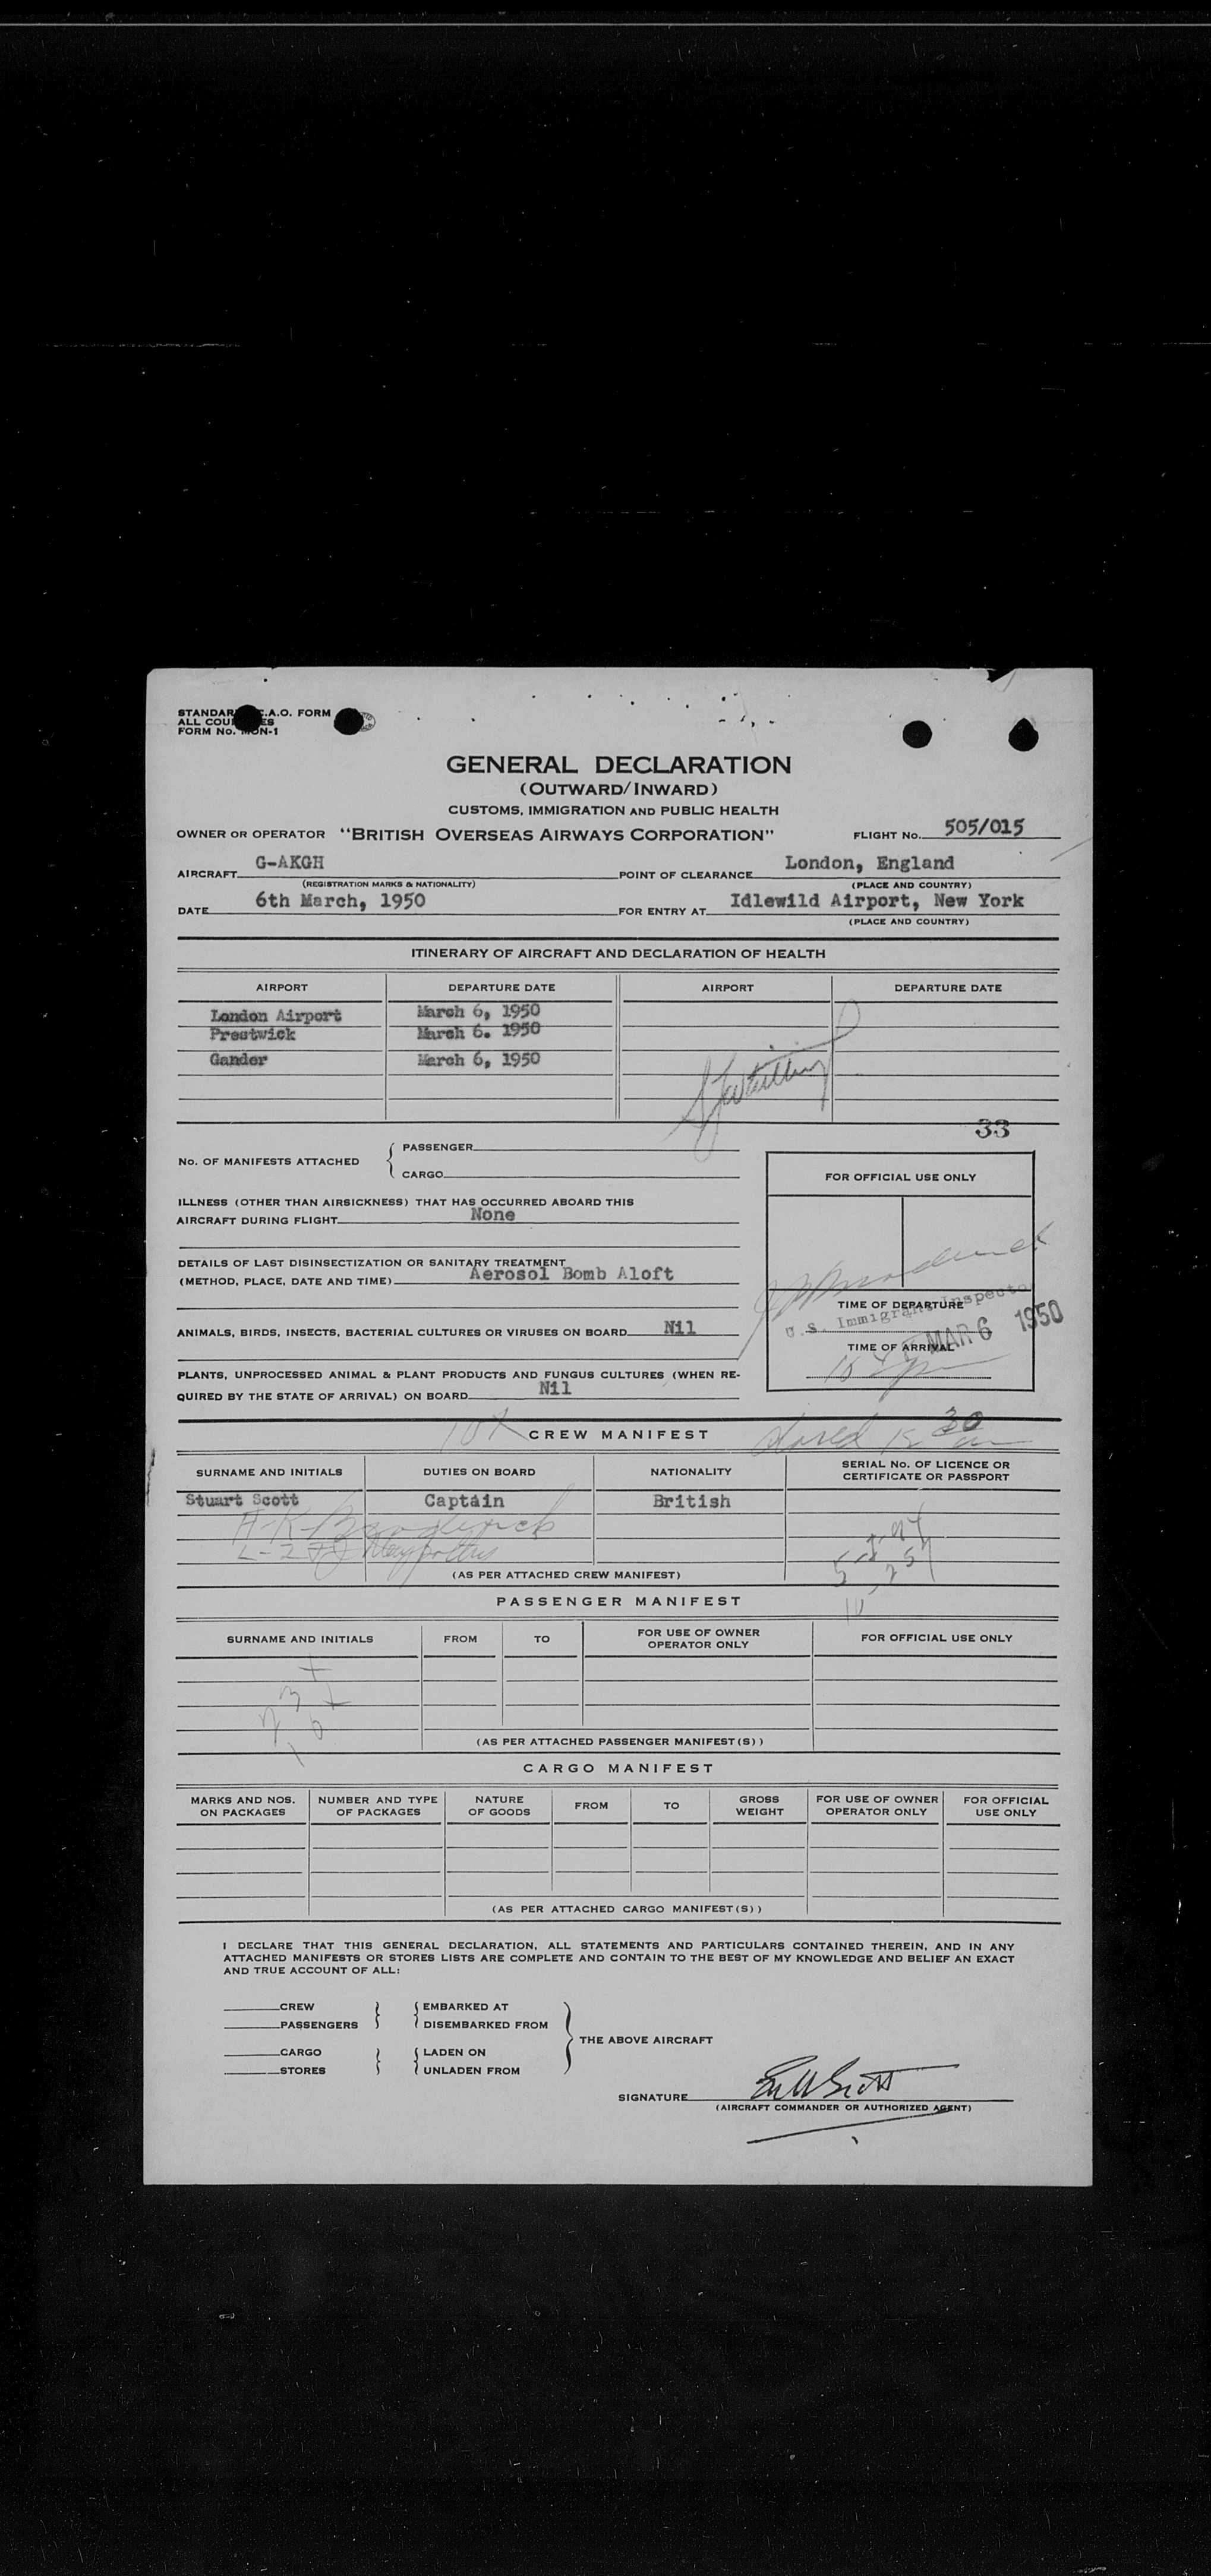 STANDARD I.C.A.O. FORM
ALL COUNTRIES
FORM No. MON-1
GENERAL DECLARATION
(OUTWARD/INWARD)
CUSTOMS, IMMIGRATION AND PUBLIC HEALTH
OWNER OR OPERATOR "BRITISH OVERSEAS AIRWAYS CORPORATION" FLIGHT No. 505/015
AIRCRAFT G-AKGH POINT OF CLEARANCE London, England
(REGISTRATION MARKS & NATIONALITY) (PLACE AND COUNTRY)
DATE 6th March, 1950 FOR ENTRY AT Idlewild Airport, New York
(PLACE AND COUNTRY)
ITINERARY OF AIRCRAFT AND DECLARATION OF HEALTH
AIRPORT DEPARTURE DATE AIRPORT DEPARTURE DATE
London Airport March 6, 1950
Prestwick March 6. 1950
Gander March 6, 1950
33
No. OF MANIFESTS ATTACHED { PASSENGER
CARGO
FOR OFFICIAL USE ONLY
ILLNESS (OTHER THAN AIRSICKNESS) THAT HAS OCCURRED ABOARD THIS
AIRCRAFT DURING FLIGHT None
DETAILS OF LAST DISINSECTIZATION OR SANITARY TREATMENT
(METHOD, PLACE, DATE AND TIME) Aerosol Bomb Aloft
TIME OF DEPARTURE
U.S. Immigrant Inspector
MAR 6 1950
ANIMALS, BIRDS, INSECTS, BACTERIAL CULTURES OR VIRUSES ON BOARD Nil
TIME OF ARRIVAL
PLANTS, UNPROCESSED ANIMAL & PLANT PRODUCTS AND FUNGUS CULTURES (WHEN RE-
QUIRED BY THE STATE OF ARRIVAL) ON BOARD Nil
CREW MANIFEST
SURNAME AND INITIALS DUTIES ON BOARD NATIONALITY SERIAL No. OF LICENCE OR
CERTIFICATE OR PASSPORT
Stuart Scott Captain British
(AS PER ATTACHED CREW MANIFEST)
PASSENGER MANIFEST
SURNAME AND INITIALS FROM TO FOR USE OF OWNER
OPERATOR ONLY FOR OFFICIAL USE ONLY
(AS PER ATTACHED PASSENGER MANIFEST(S))
CARGO MANIFEST
MARKS AND NOS.
ON PACKAGES NUMBER AND TYPE
OF PACKAGES NATURE
OF GOODS FROM TO GROSS
WEIGHT FOR USE OF OWNER
OPERATOR ONLY FOR OFFICIAL
USE ONLY
(AS PER ATTACHED CARGO MANIFEST(S))
I DECLARE THAT THIS GENERAL DECLARATION, ALL STATEMENTS AND PARTICULARS CONTAINED THEREIN, AND IN ANY
ATTACHED MANIFESTS OR STORES LISTS ARE COMPLETE AND CONTAIN TO THE BEST OF MY KNOWLEDGE AND BELIEF AN EXACT
AND TRUE ACCOUNT OF ALL:
CREW EMBARKED AT
PASSENGERS DISEMBARKED FROM
THE ABOVE AIRCRAFT
CARGO LADEN ON
STORES UNLADEN FROM
SIGNATURE
(AIRCRAFT COMMANDER OR AUTHORIZED AGENT)